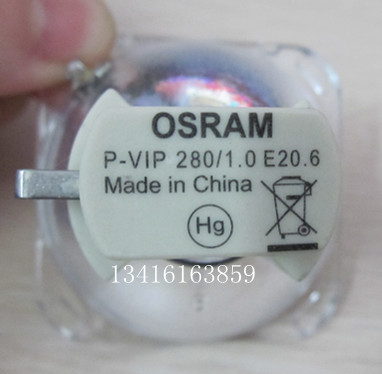 OSRAM
P-VIP 280/1.0 E20.6
Made in China
Hg
13416163859